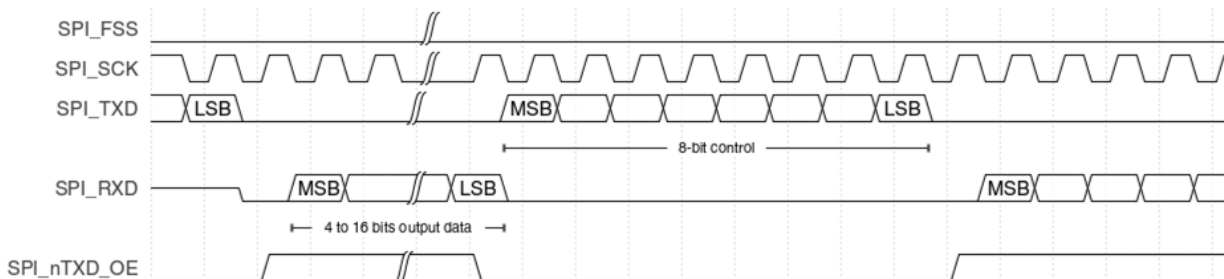 SPI_FSS
SPI_SCK
SPI_TXD LSB MSB LSB
8-bit control
SPI_RXD MSB LSB MSB
4 to 16 bits output data
SPI_nTXD_OE